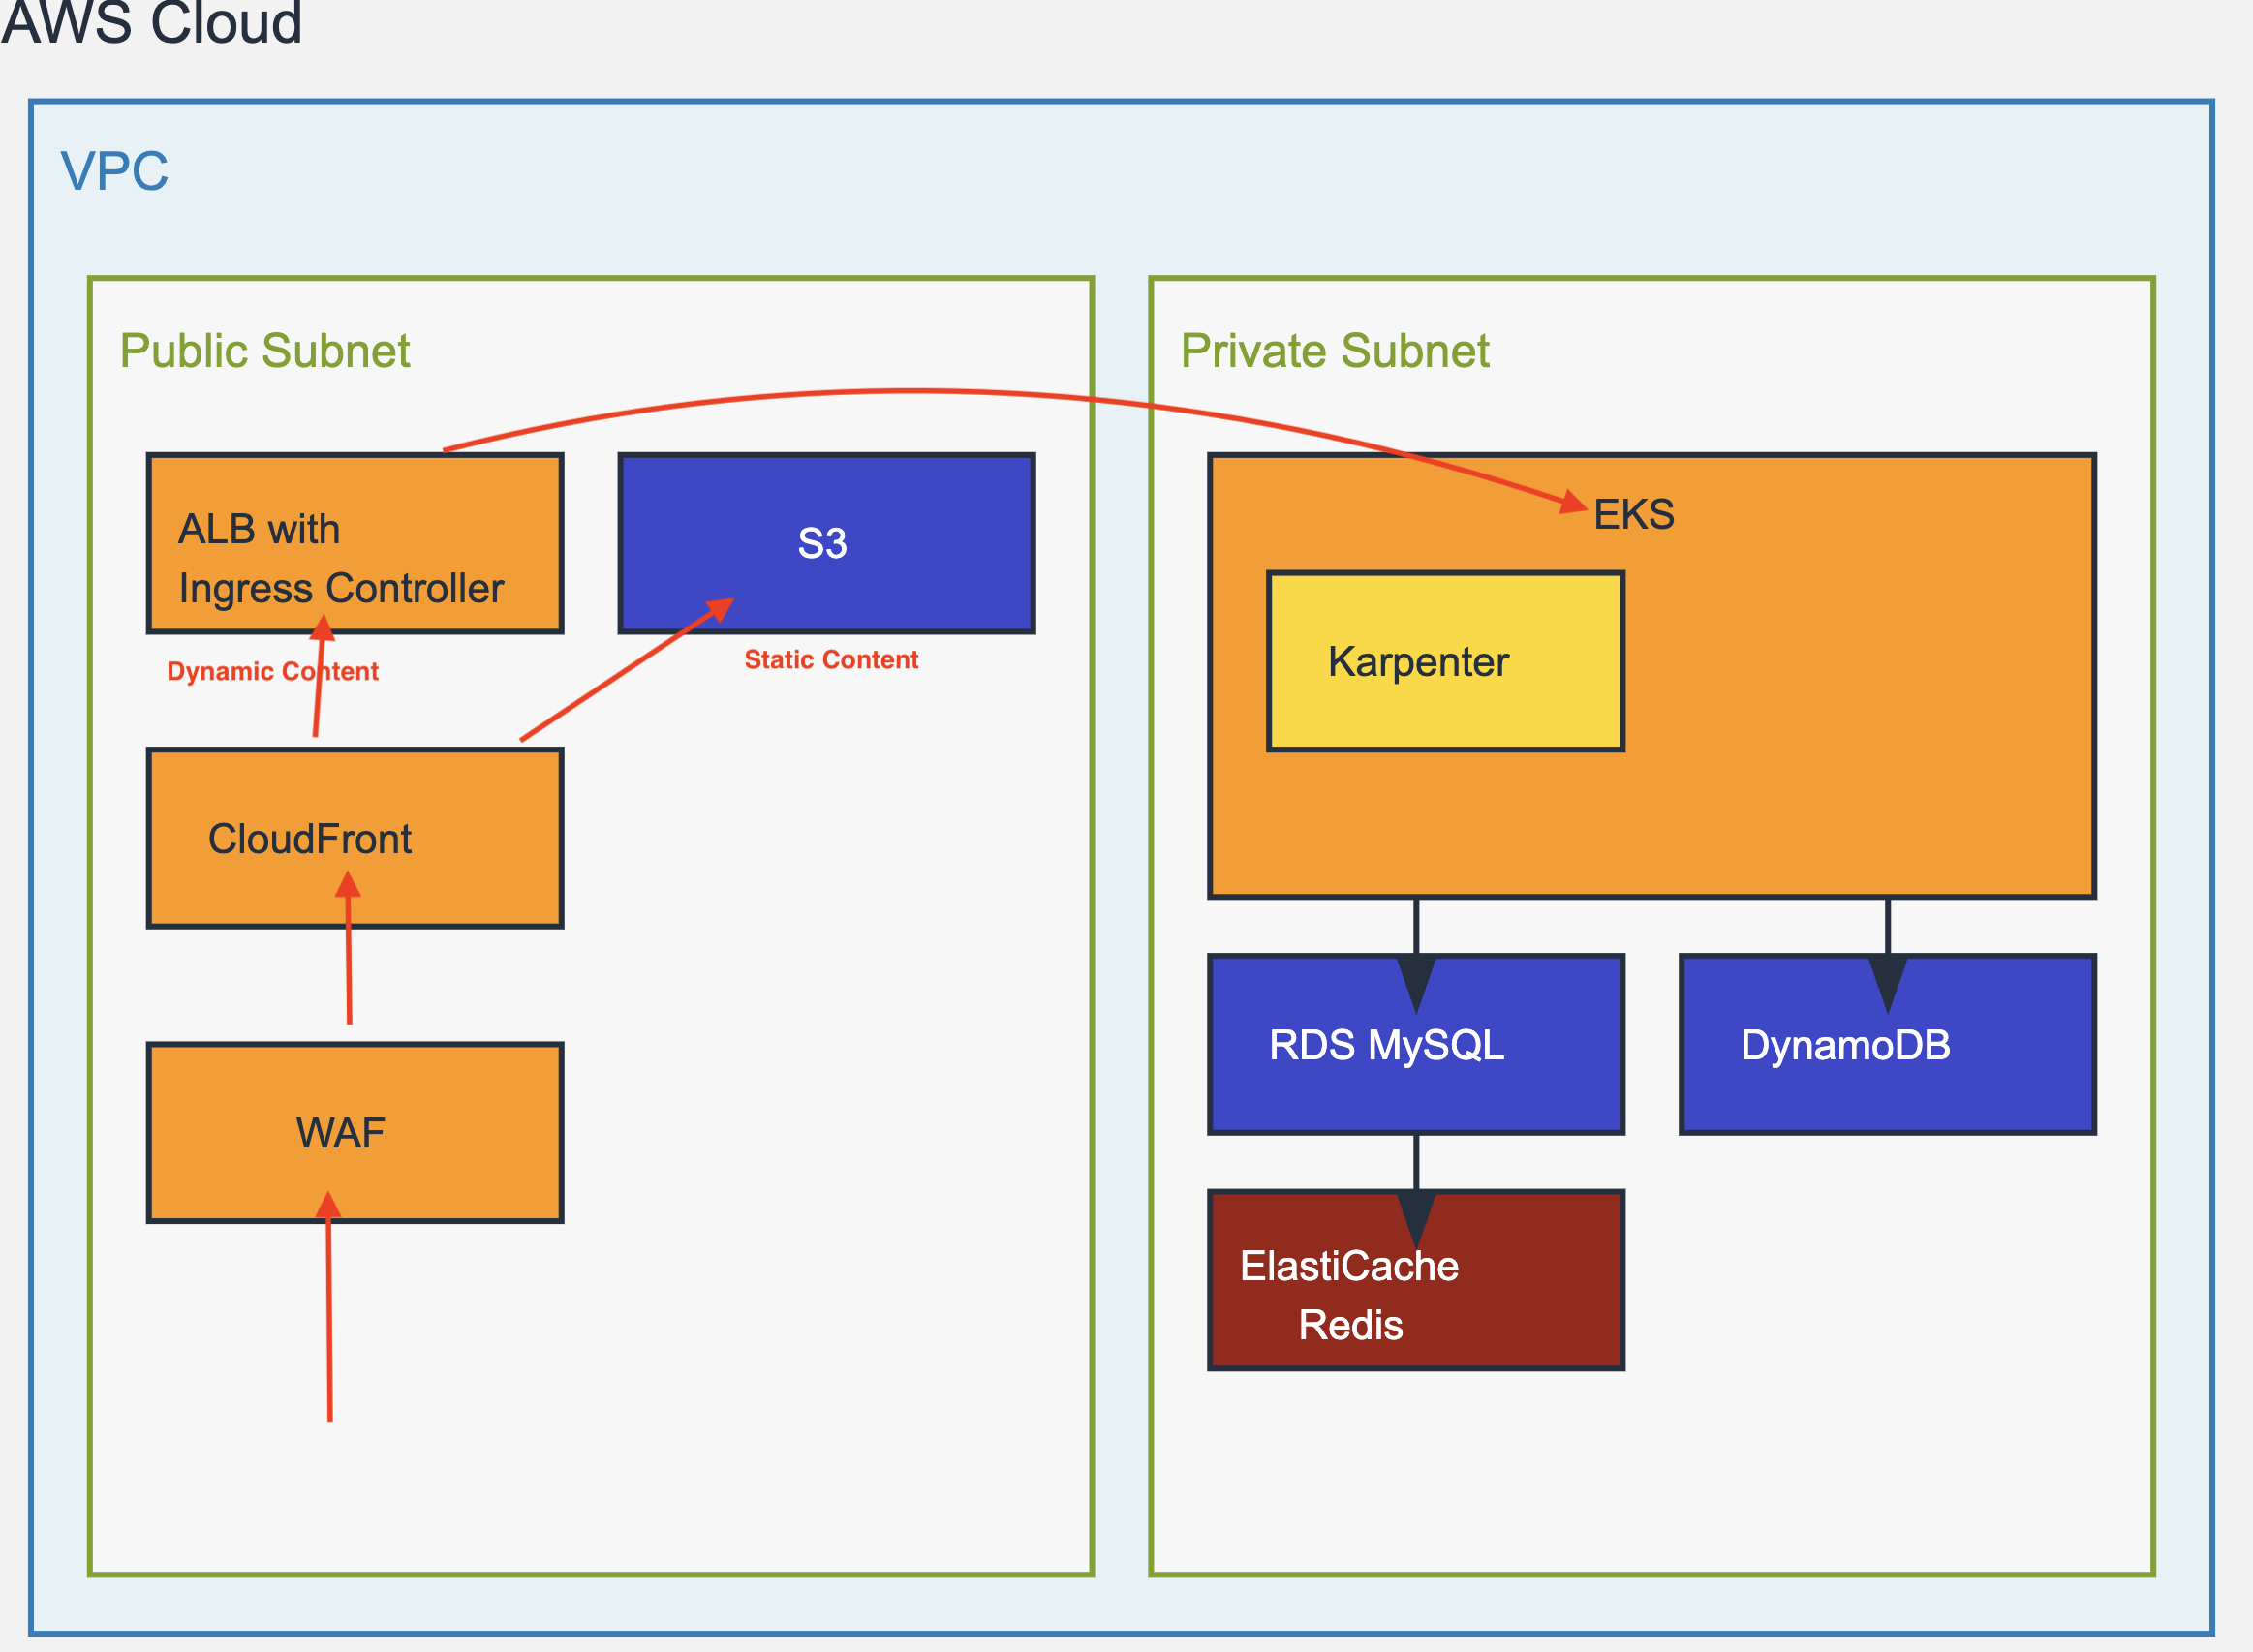 AWS Cloud
VPC
Public Subnet
ALB with
Ingress Controller
S3
Dynamic Content
Static Content
CloudFront
WAF
Private Subnet
EKS
Karpenter
RDS MySQL
DynamoDB
ElastiCache
Redis